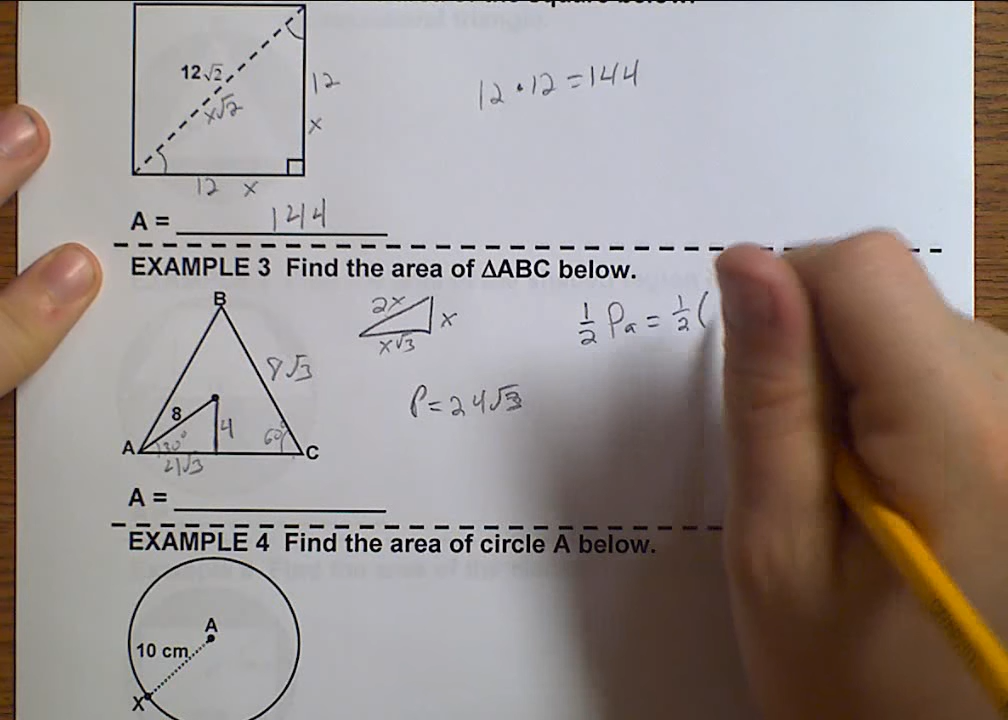 12√2
x√2
12
x
12 x
12 • 12 = 144
A = 144
EXAMPLE 3 Find the area of ΔABC below.
B
2x
x
x√3
½ Pa = ½ (
8√3
P = 24√3
8
4
30°
60°
A
C
4√3
A =
EXAMPLE 4 Find the area of circle A below.
A
10 cm
X